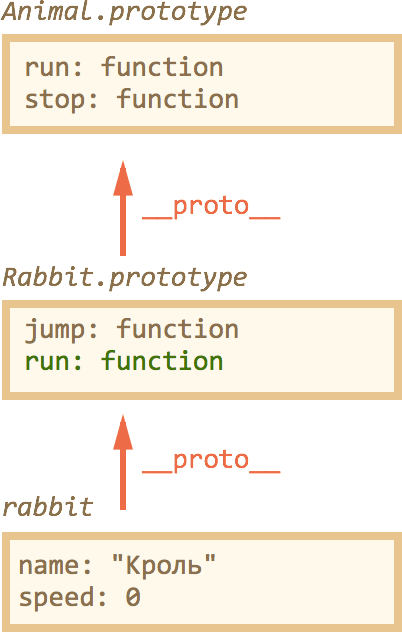 Animal.prototype
run: function
stop: function
__proto__
Rabbit.prototype
jump: function
run: function
__proto__
rabbit
name: "Кроль"
speed: 0